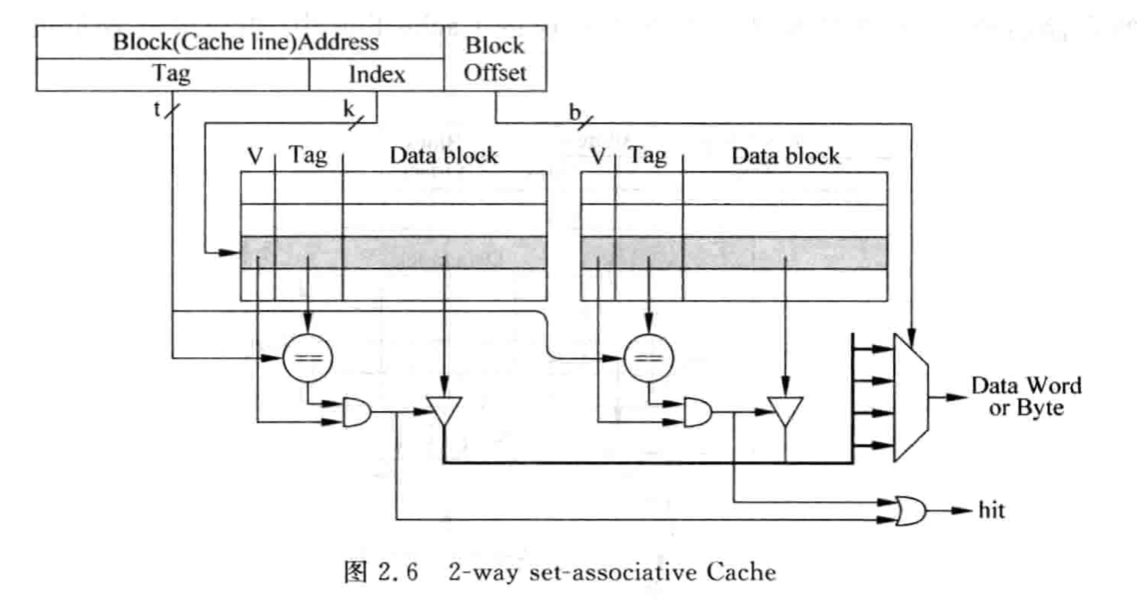 Block(Cache line)Address
Block
Offset
Tag
Index
t
k
b
V
Tag
Data block
V
Tag
Data block
==
==
Data Word
or Byte
hit
图 2.6 2-way set-associative Cache